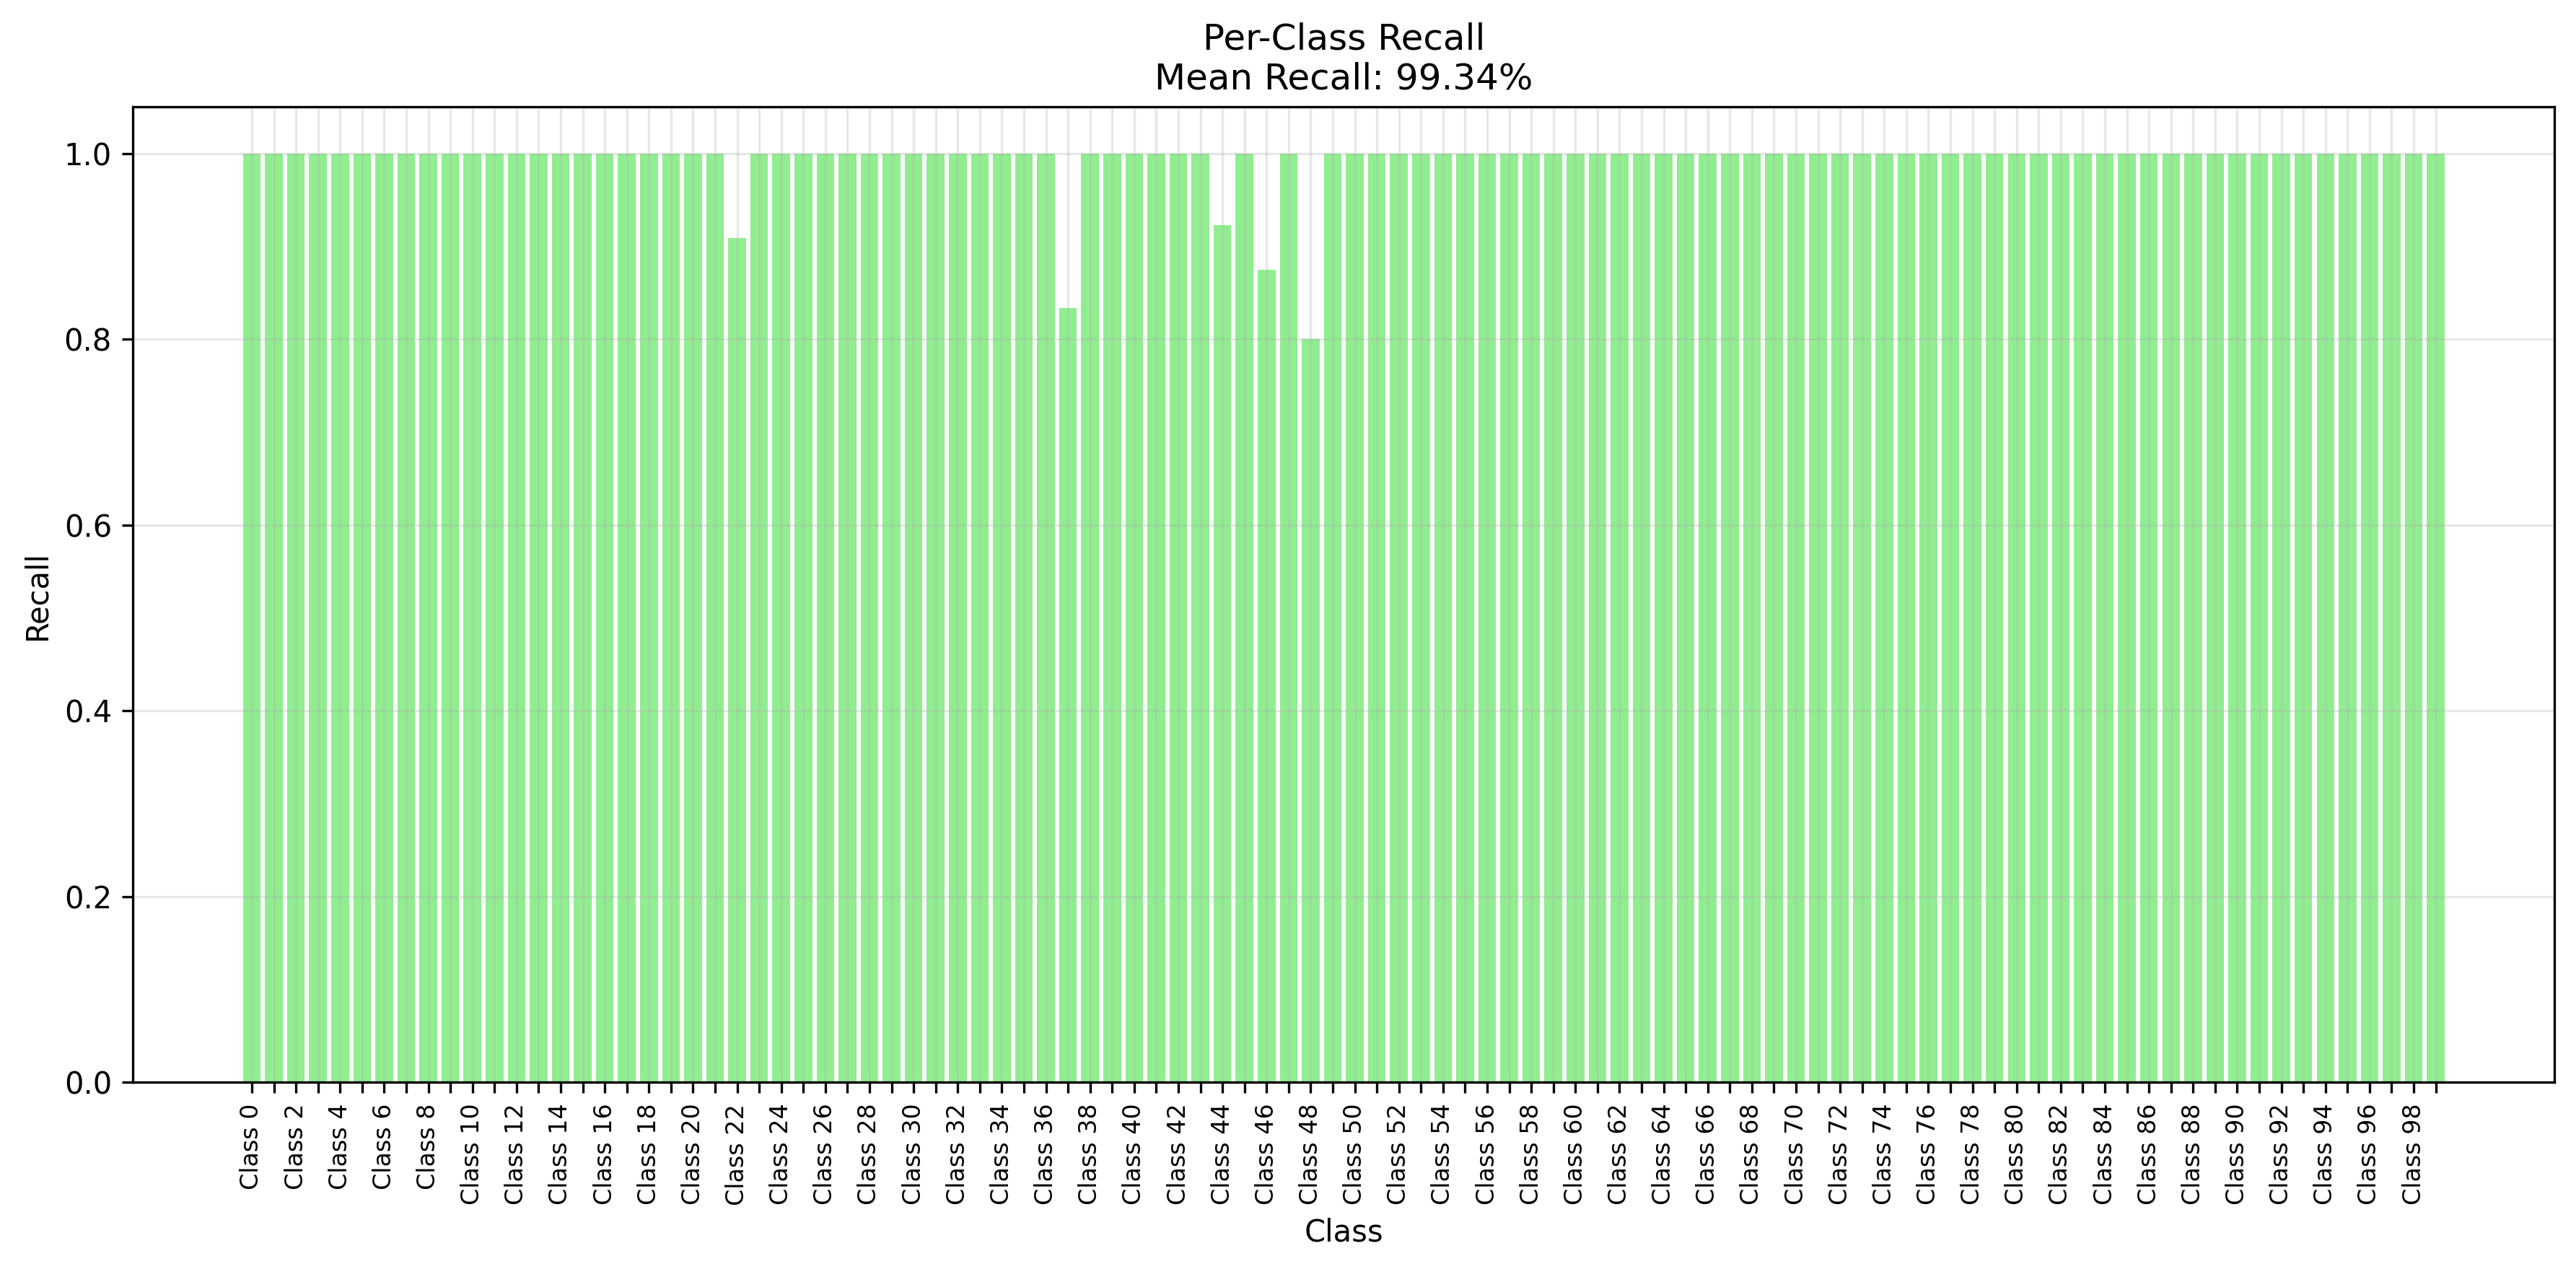 Per-Class Recall
Mean Recall: 99.34%
1.0
0.8
0.6
0.4
0.2
0.0
Recall
Class 0
Class 2
Class 4
Class 6
Class 8
Class 10
Class 12
Class 14
Class 16
Class 18
Class 20
Class 22
Class 24
Class 26
Class 28
Class 30
Class 32
Class 34
Class 36
Class 38
Class 40
Class 42
Class 44
Class 46
Class 48
Class 50
Class 52
Class 54
Class 56
Class 58
Class 60
Class 62
Class 64
Class 66
Class 68
Class 70
Class 72
Class 74
Class 76
Class 78
Class 80
Class 82
Class 84
Class 86
Class 88
Class 90
Class 92
Class 94
Class 96
Class 98
Class